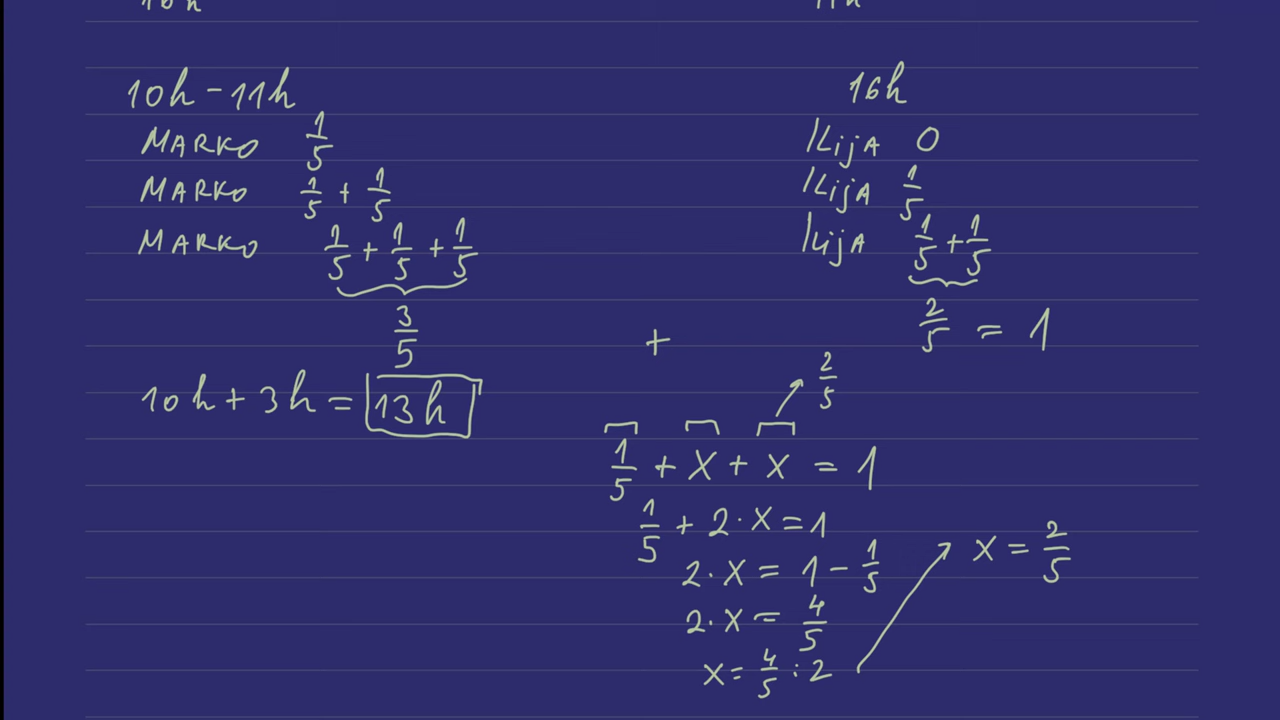 10h - 11h 16h
MARKO 1/5 Ilija 0
MARKO 1/5 + 1/5 Ilija 1/5
MARKO 1/5 + 1/5 + 1/5 Ilija 1/5 + 1/5
3/5 + 2/5 = 1
10h + 3h = 13h
2/5
1/5 + x + x = 1
1/5 + 2·x = 1
2·x = 1 - 1/5
2·x = 4/5
x = 4/5 : 2
x = 2/5